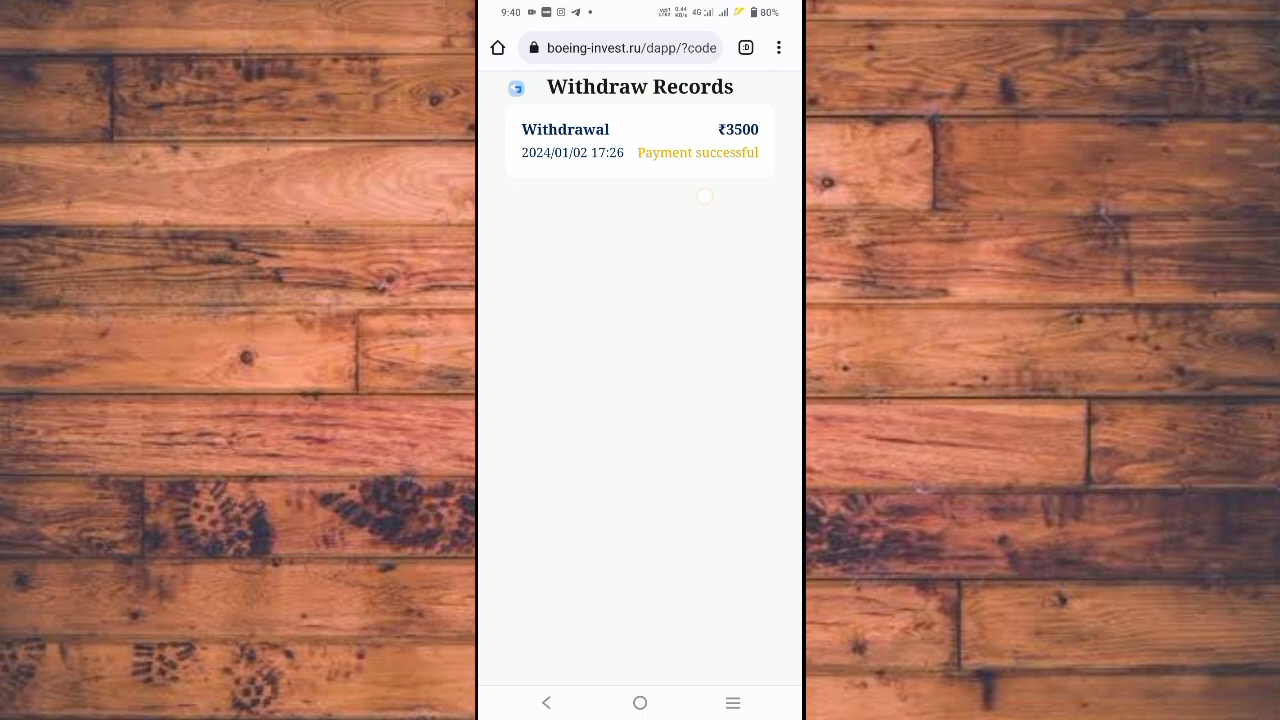 9:40 4G 80%
boeing-invest.ru/dapp/?code
Withdraw Records
Withdrawal ₹3500
2024/01/02 17:26 Payment successful